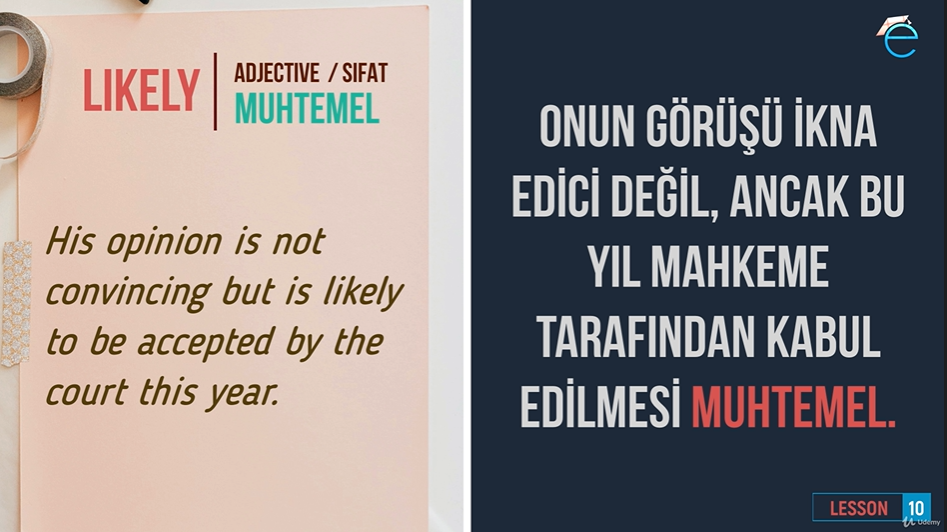 LIKELY
ADJECTIVE / SIFAT
MUHTEMEL
His opinion is not
convincing but is likely
to be accepted by the
court this year.
ONUN GÖRÜŞÜ İKNA
EDİCİ DEĞİL, ANCAK BU
YIL MAHKEME
TARAFINDAN KABUL
EDİLMESİ MUHTEMEL.
e
LESSON 10
Udemy